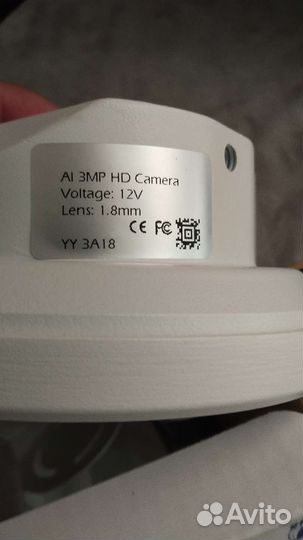 AI 3MP HD Camera
Voltage: 12V
Lens: 1.8mm
CE FC
YY 3A18
Avito